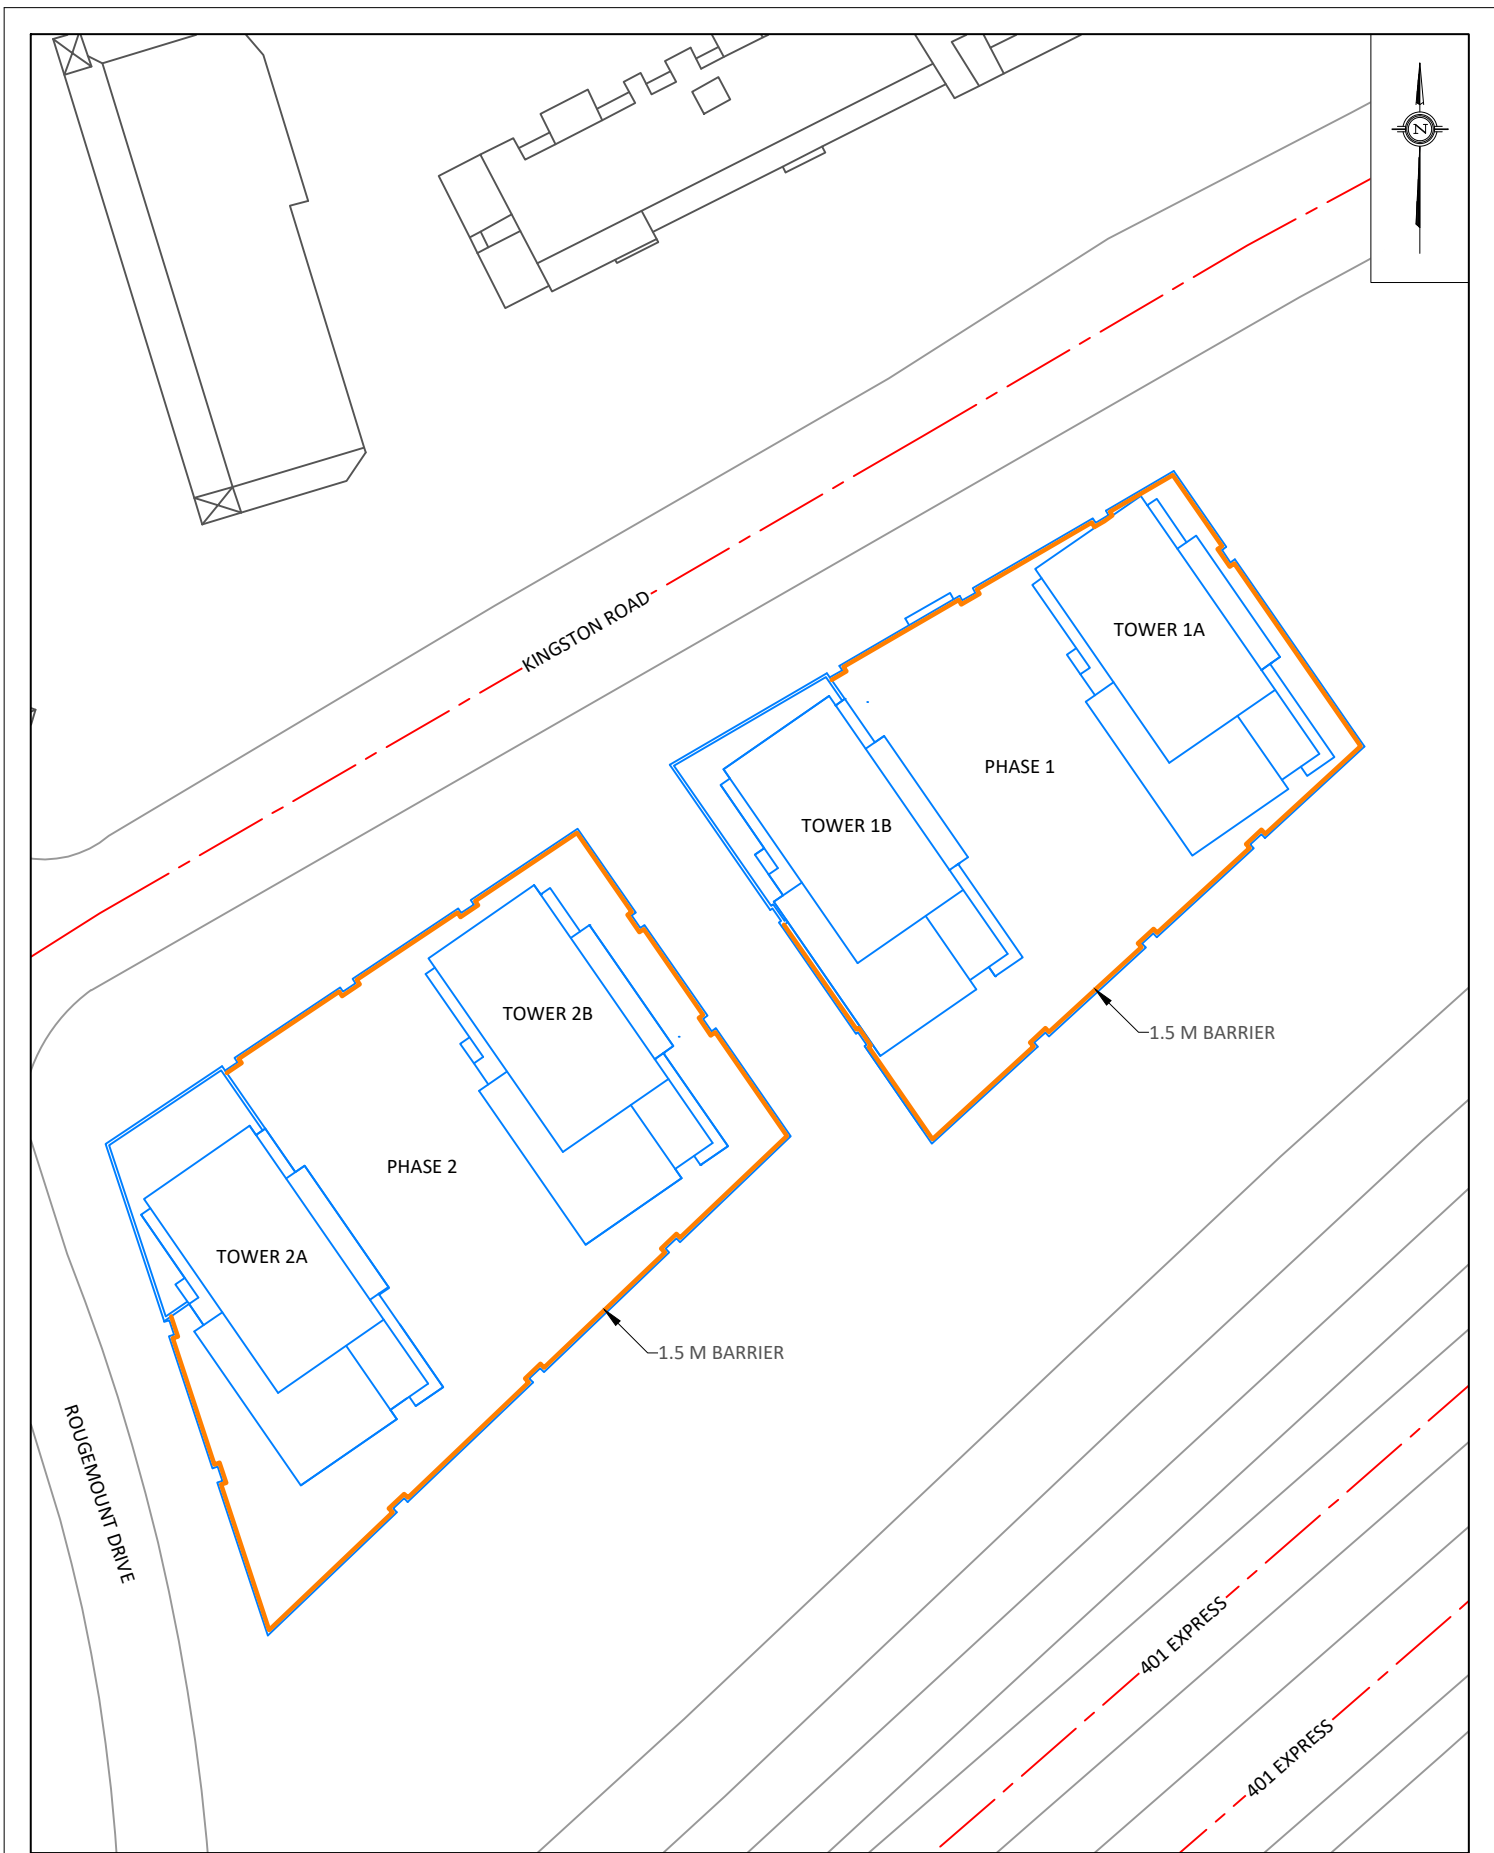 N
KINGSTON ROAD
TOWER 1A
PHASE 1
TOWER 1B
TOWER 2B
1.5 M BARRIER
PHASE 2
TOWER 2A
1.5 M BARRIER
ROUGEMOUNT DRIVE
401 EXPRESS
401 EXPRESS